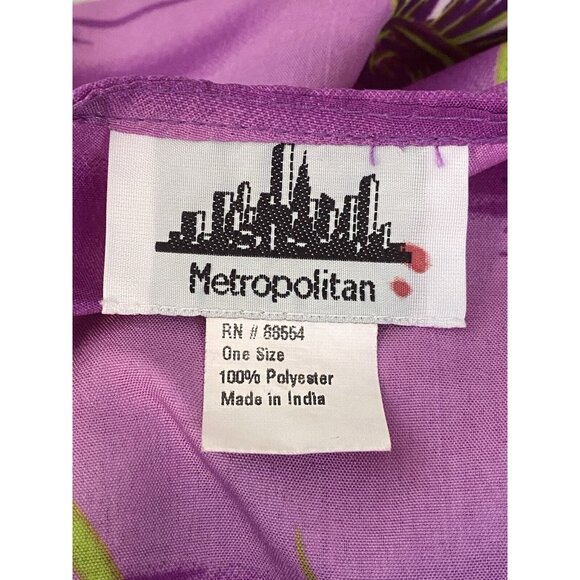 Metropolitan
RN # 88554
One Size
100% Polyester
Made in India